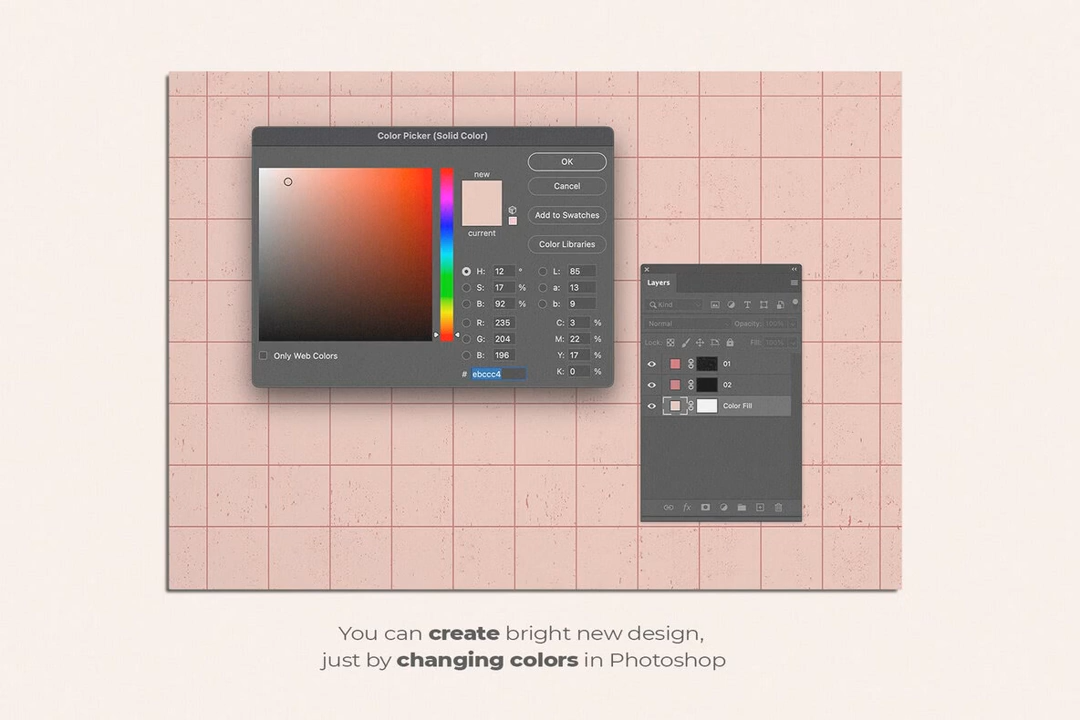 Color Picker (Solid Color)
new
current
OK
Cancel
Add to Swatches
Color Libraries
H: 12 °
S: 17 %
B: 92 %
R: 235
G: 204
B: 196
# ebccc4
L: 85
a: 13
b: 9
C: 3 %
M: 22 %
Y: 17 %
K: 0 %
Only Web Colors
Layers
Kind
Normal
Opacity: 100%
Lock:
Fill: 100%
01
02
Color Fill
fx
You can create bright new design,
just by changing colors in Photoshop